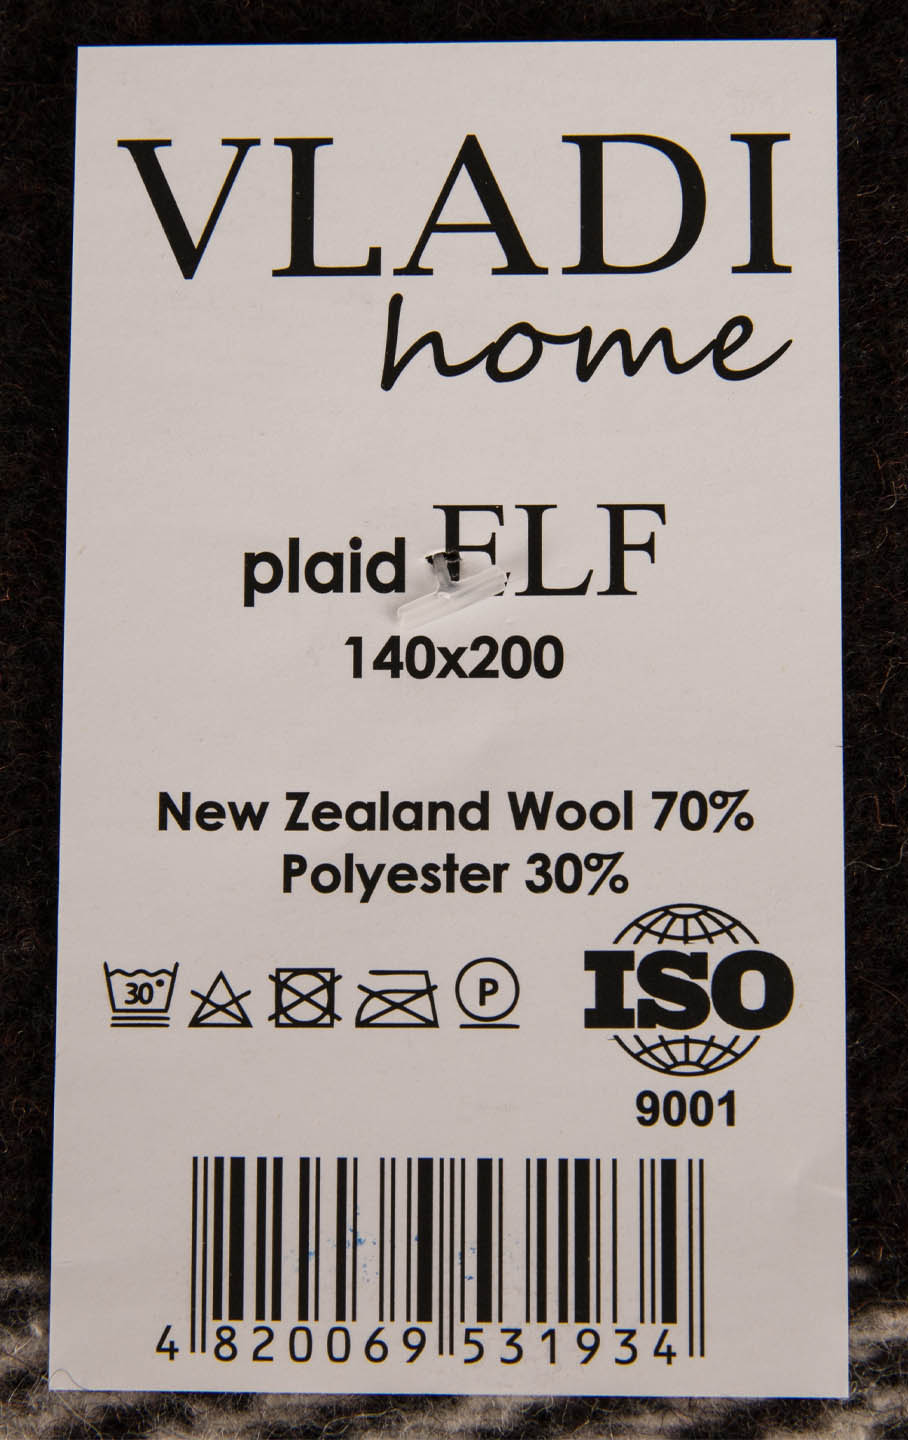 VLADI
home
plaid ELF
140x200
New Zealand Wool 70%
Polyester 30%
30°
P
ISO
9001
4 820069 531934